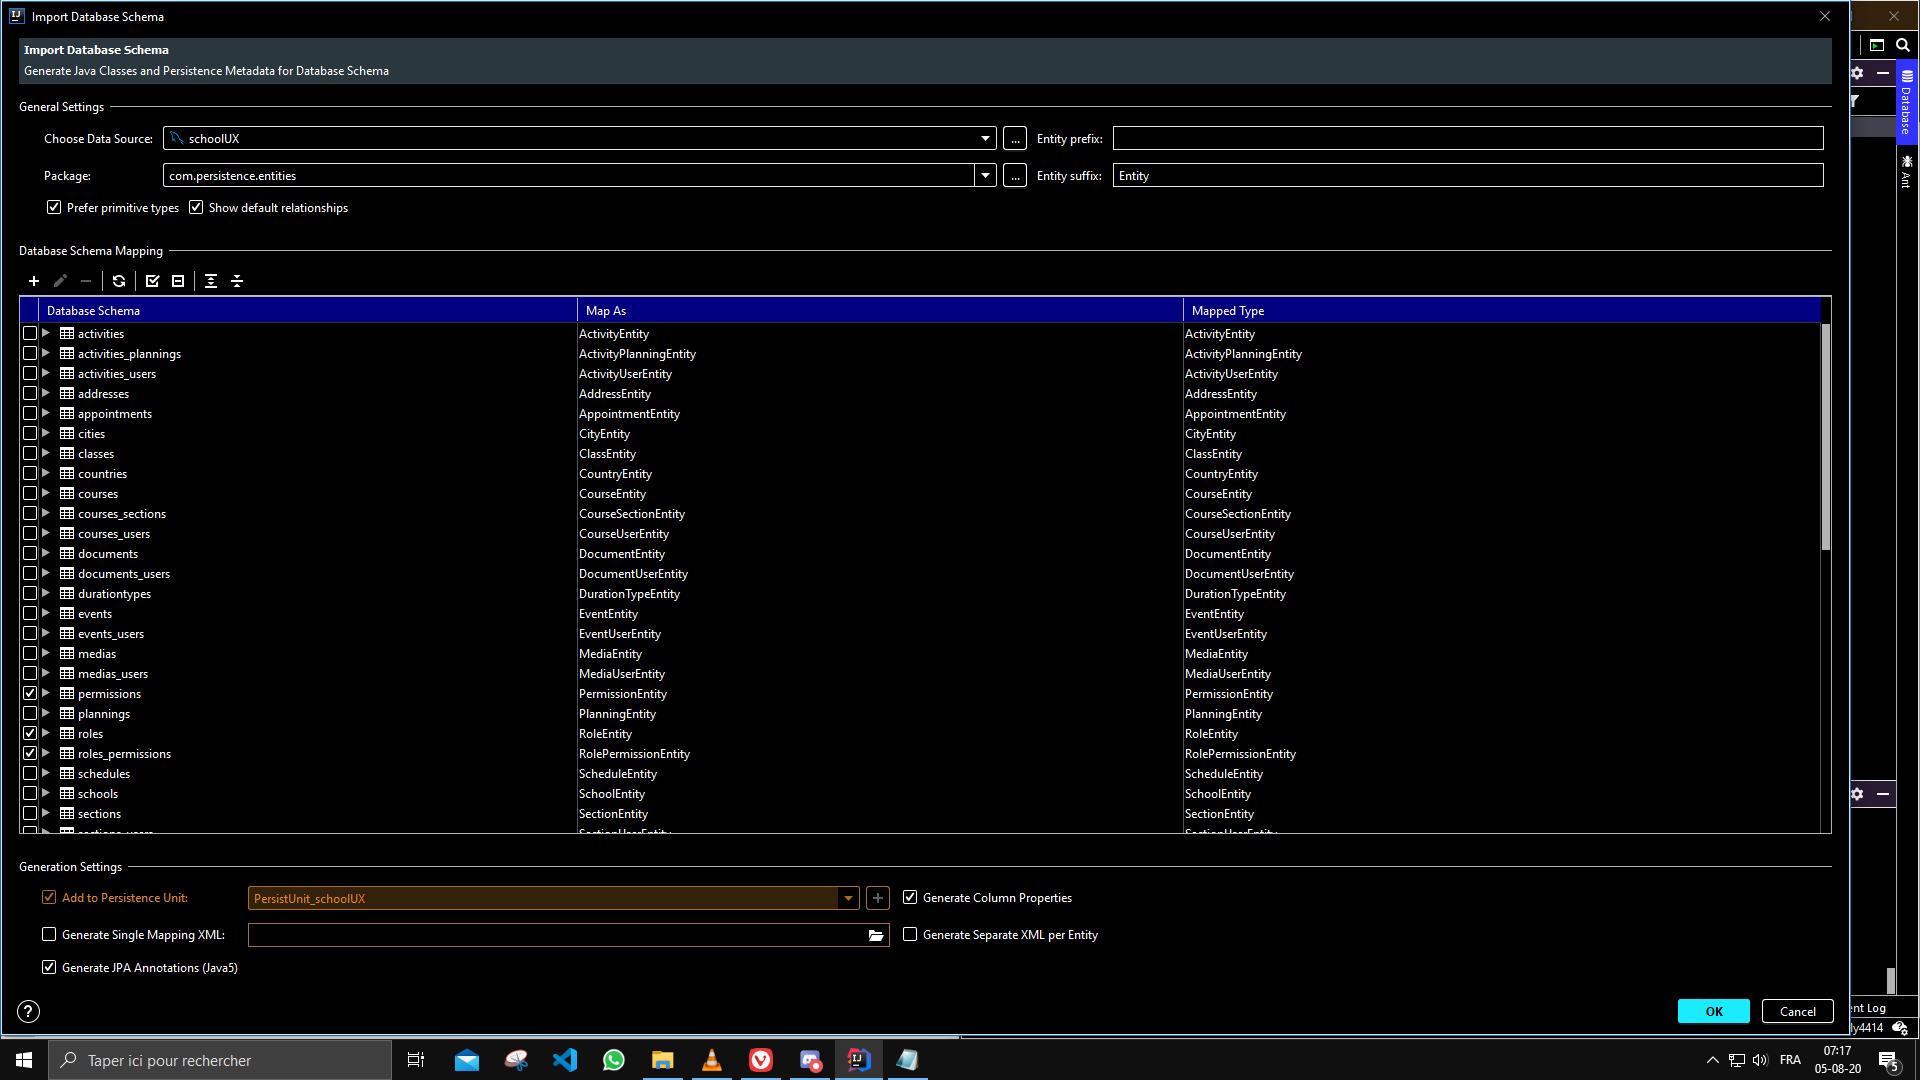 Import Database Schema
Import Database Schema
Generate Java Classes and Persistence Metadata for Database Schema
General Settings
Choose Data Source: schoolUX ... Entity prefix:
Package: com.persistence.entities ... Entity suffix: Entity
Prefer primitive types Show default relationships
Database Schema Mapping
Database Schema Map As Mapped Type
activities ActivityEntity ActivityEntity
activities_plannings ActivityPlanningEntity ActivityPlanningEntity
activities_users ActivityUserEntity ActivityUserEntity
addresses AddressEntity AddressEntity
appointments AppointmentEntity AppointmentEntity
cities CityEntity CityEntity
classes ClassEntity ClassEntity
countries CountryEntity CountryEntity
courses CourseEntity CourseEntity
courses_sections CourseSectionEntity CourseSectionEntity
courses_users CourseUserEntity CourseUserEntity
documents DocumentEntity DocumentEntity
documents_users DocumentUserEntity DocumentUserEntity
durationtypes DurationTypeEntity DurationTypeEntity
events EventEntity EventEntity
events_users EventUserEntity EventUserEntity
medias MediaEntity MediaEntity
medias_users MediaUserEntity MediaUserEntity
permissions PermissionEntity PermissionEntity
plannings PlanningEntity PlanningEntity
roles RoleEntity RoleEntity
roles_permissions RolePermissionEntity RolePermissionEntity
schedules ScheduleEntity ScheduleEntity
schools SchoolEntity SchoolEntity
sections SectionEntity SectionEntity
sections_users SectionUserEntity SectionUserEntity
Generation Settings
Add to Persistence Unit: PersistUnit_schoolUX Generate Column Properties
Generate Single Mapping XML: Generate Separate XML per Entity
Generate JPA Annotations (Java5)
? OK Cancel
Database
Ant
ent Log
ly4414
Taper ici pour rechercher
FRA
07:17
05-08-20
5